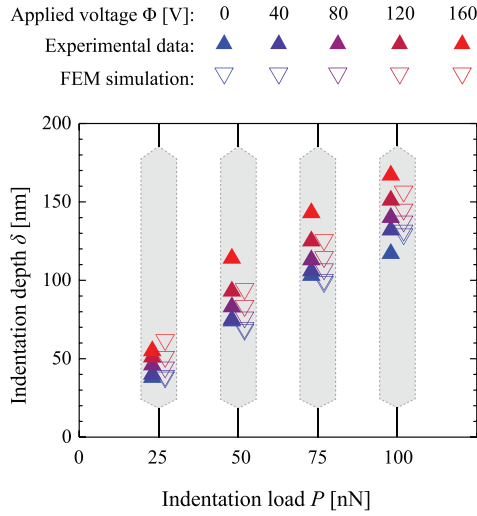 Applied voltage Φ [V]: 0 40 80 120 160
Experimental data:
FEM simulation:
200
150
100
50
0
Indentation depth δ [nm]
0 25 50 75 100
Indentation load P [nN]